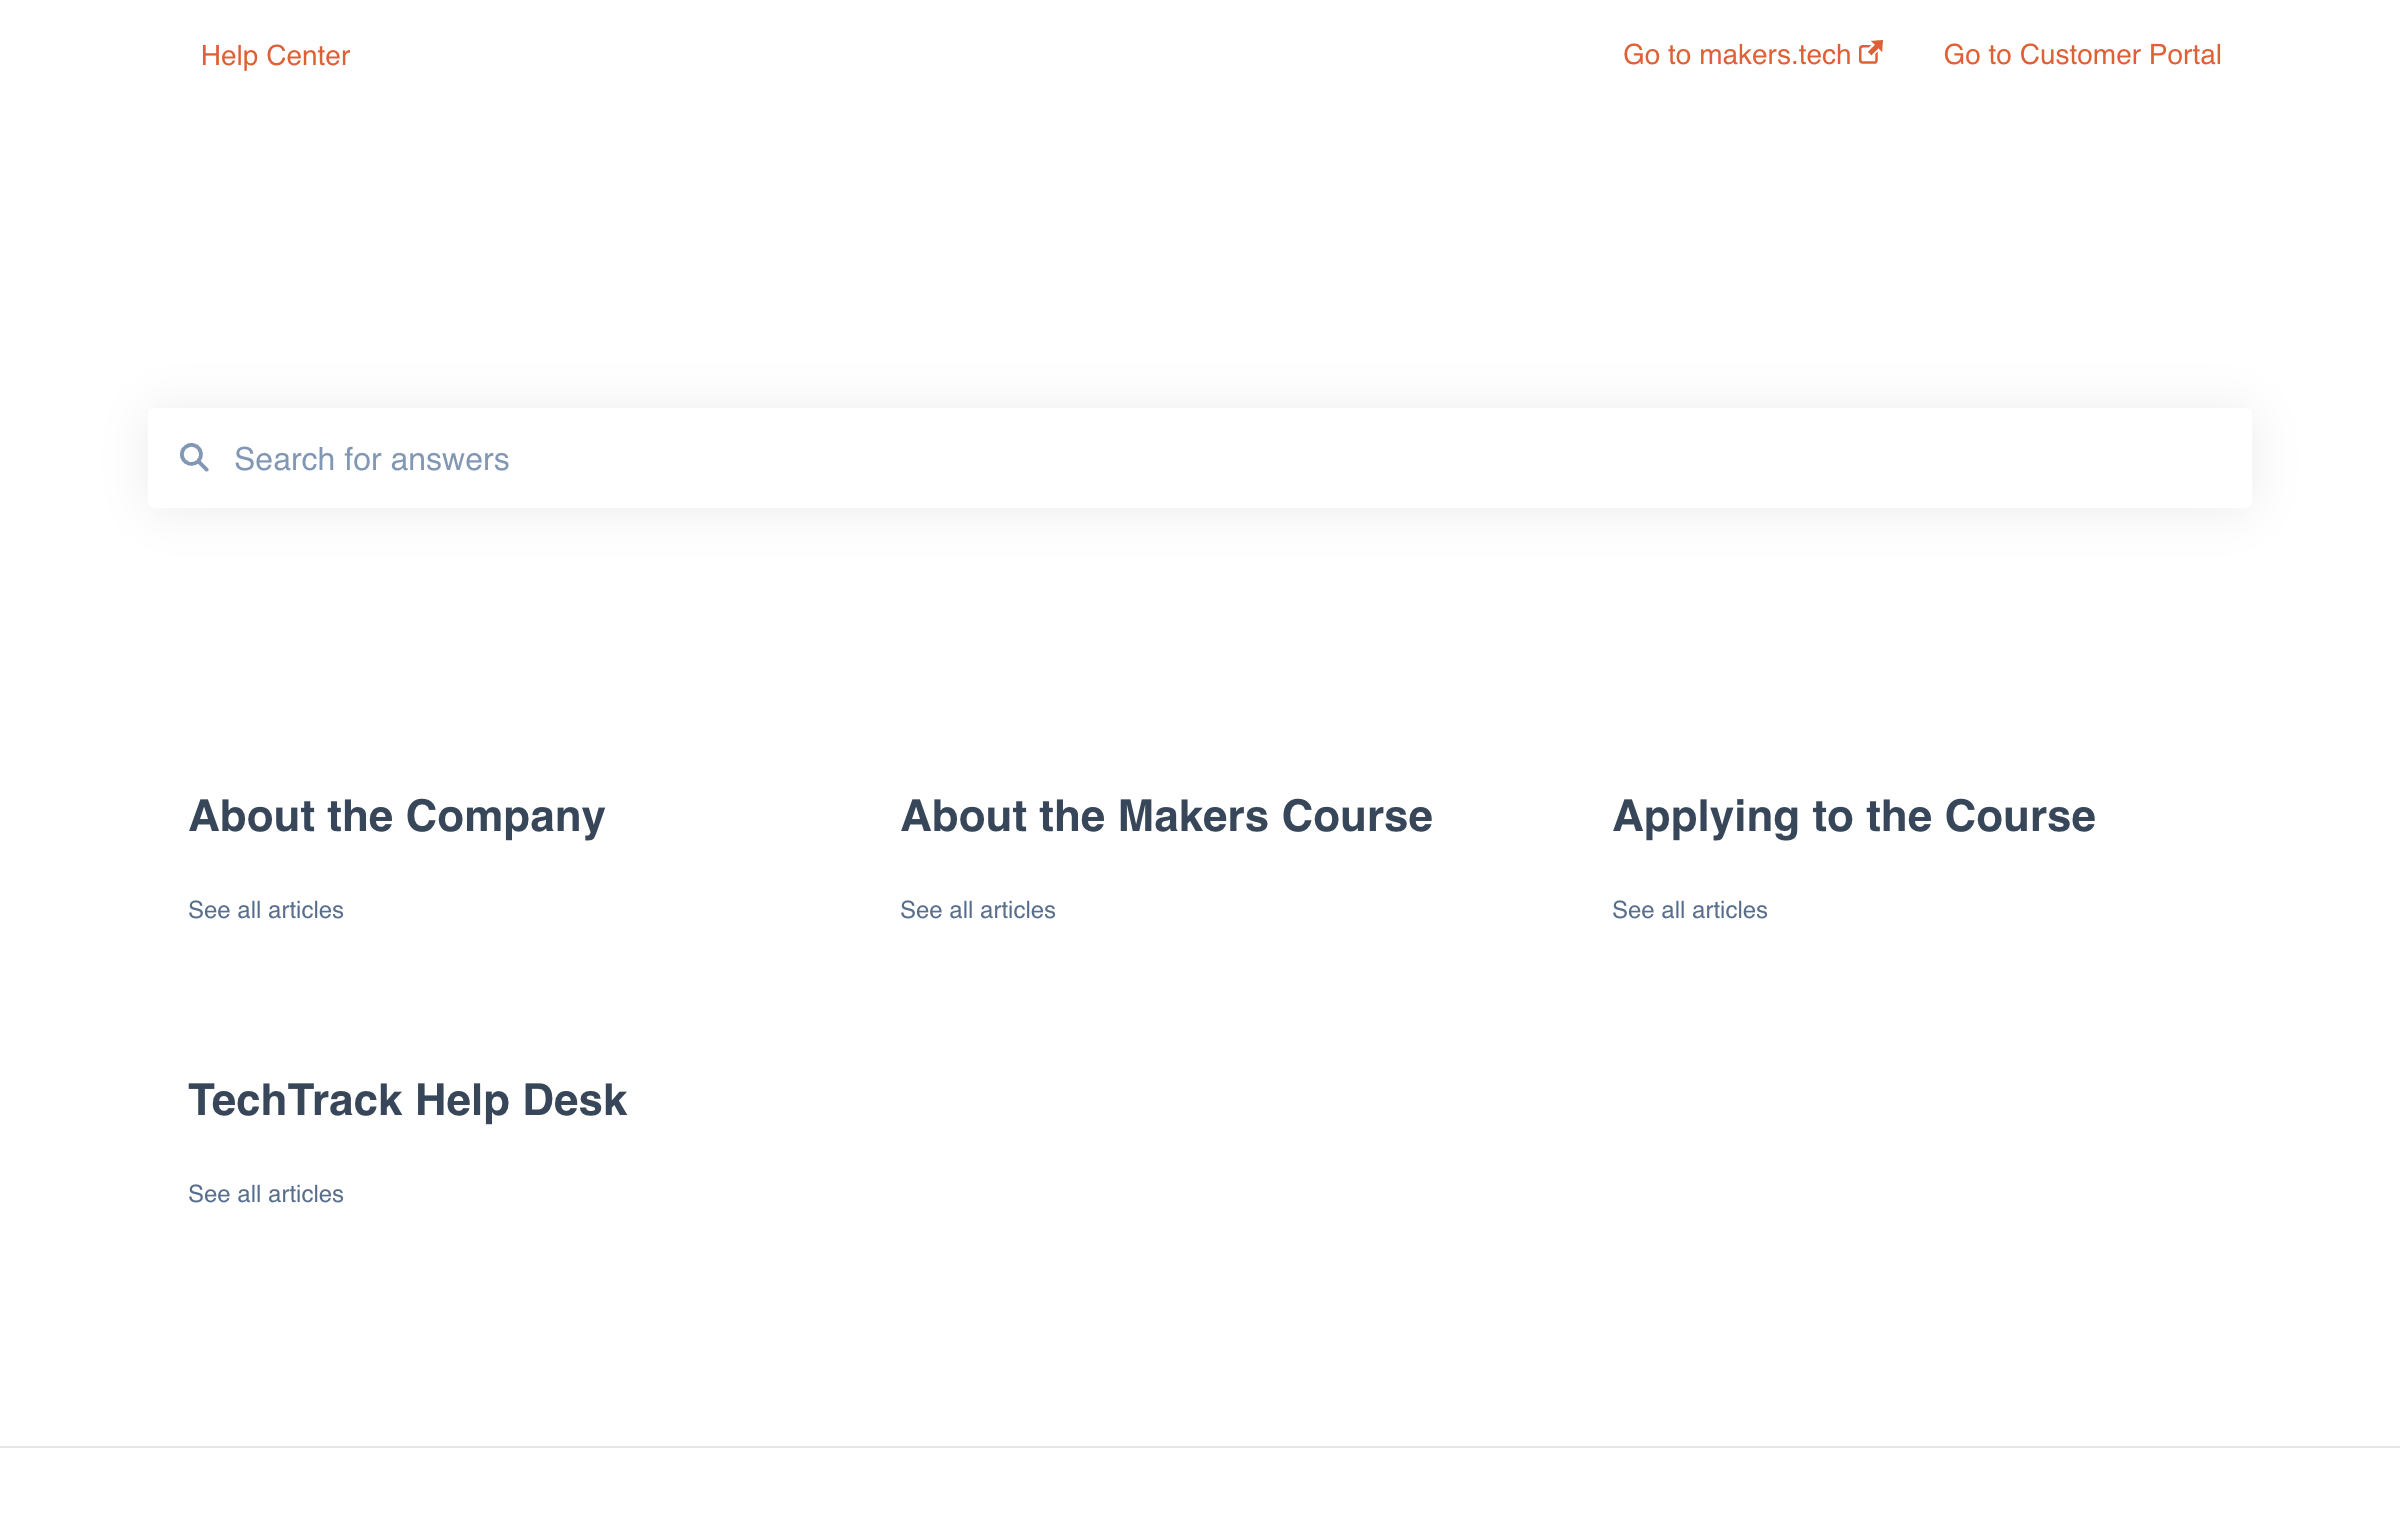 Help Center
Go to makers.tech
Go to Customer Portal
Search for answers
About the Company
About the Makers Course
Applying to the Course
See all articles
See all articles
See all articles
TechTrack Help Desk
See all articles